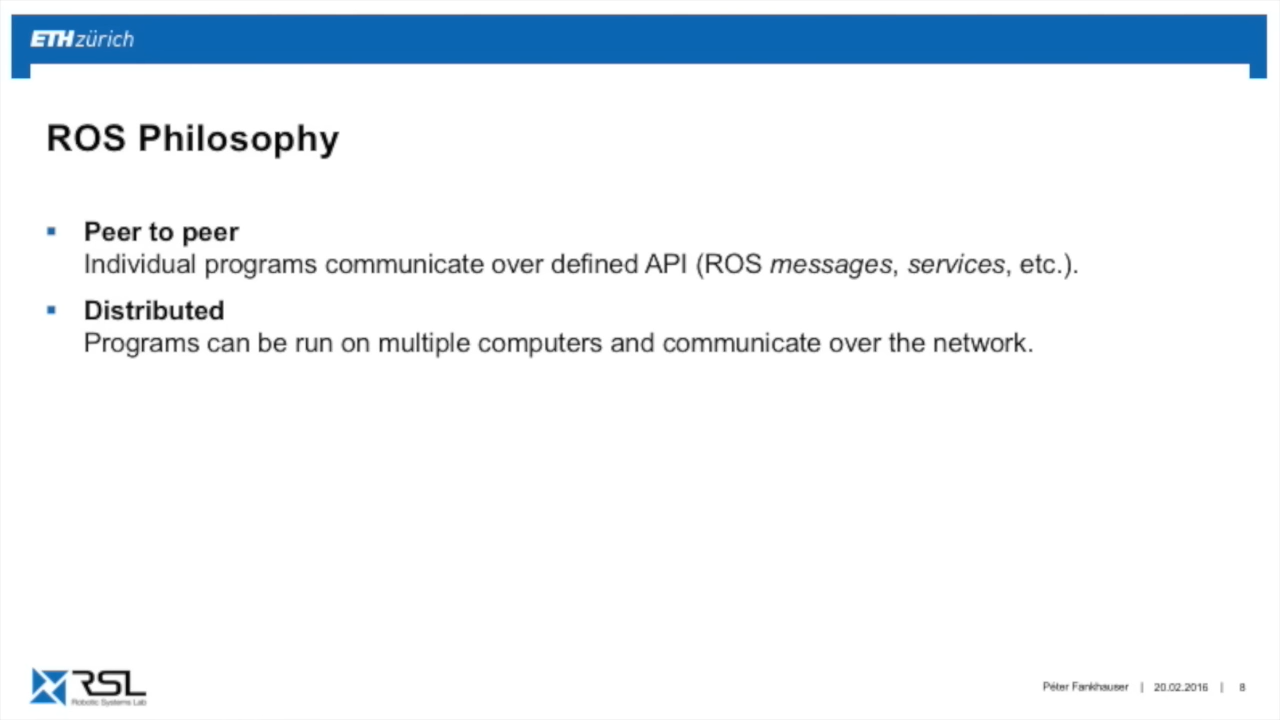 ETH zürich
ROS Philosophy
Peer to peer
Individual programs communicate over defined API (ROS messages, services, etc.).
Distributed
Programs can be run on multiple computers and communicate over the network.
RSL
Robotic Systems Lab
Péter Fankhauser | 20.02.2016 | 8